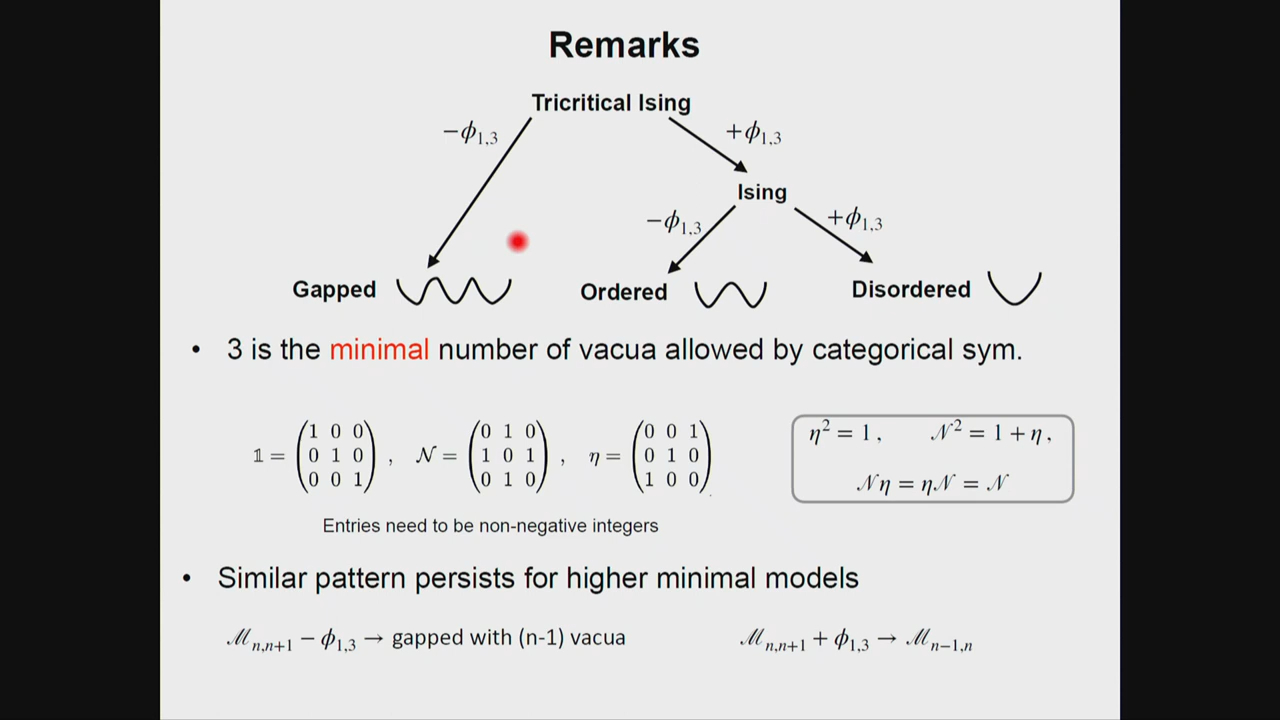 Remarks
Tricritical Ising
−ϕ1,3
+ϕ1,3
Ising
−ϕ1,3
+ϕ1,3
Gapped
Ordered
Disordered
• 3 is the minimal number of vacua allowed by categorical sym.
𝟙 = (1 0 0; 0 1 0; 0 0 1) , 𝒩 = (0 1 0; 1 0 1; 0 1 0) , η = (0 0 1; 0 1 0; 1 0 0)
η² = 1 , 𝒩² = 1 + η ,
𝒩η = η𝒩 = 𝒩
Entries need to be non-negative integers
• Similar pattern persists for higher minimal models
ℳn,n+1 − ϕ1,3 → gapped with (n-1) vacua
ℳn,n+1 + ϕ1,3 → ℳn−1,n